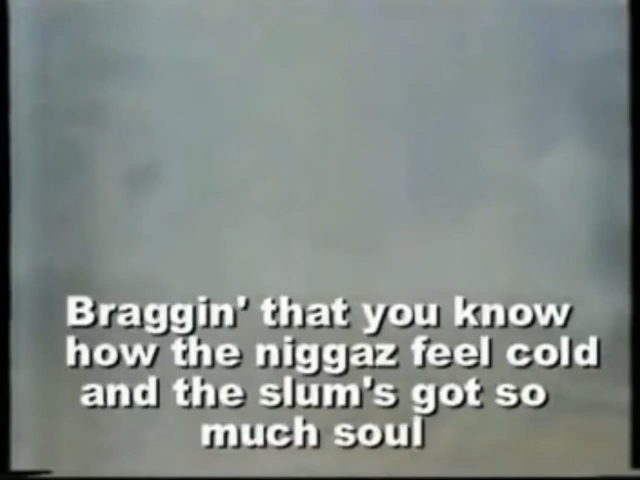 Braggin' that you know
how the niggaz feel cold
and the slum's got so
much soul